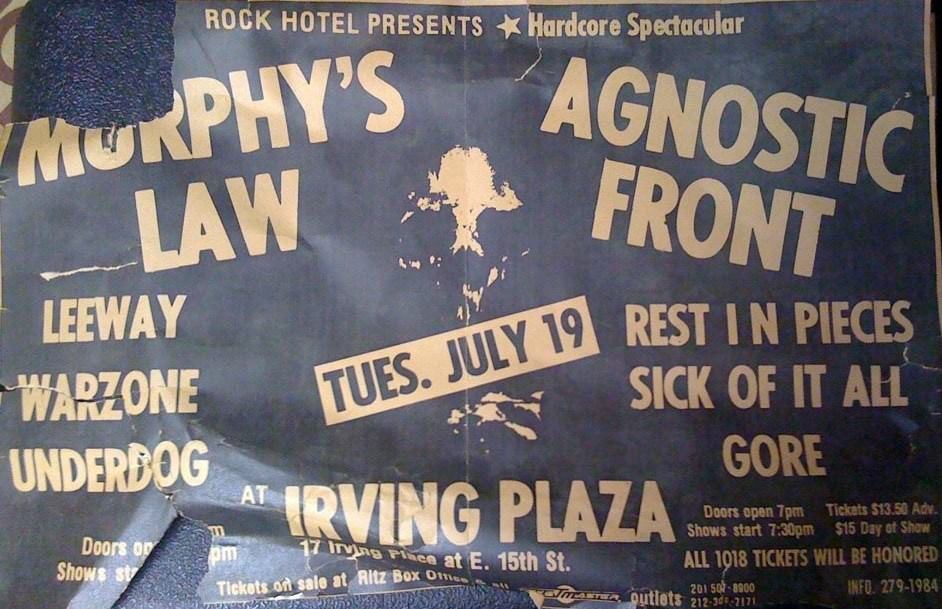 ROCK HOTEL PRESENTS ★ Hardcore Spectacular
MURPHY'S
LAW
AGNOSTIC
FRONT
LEEWAY
WARZONE
UNDERDOG
TUES. JULY 19
REST IN PIECES
SICK OF IT ALL
GORE
AT IRVING PLAZA
17 Irving Place at E. 15th St.
Doors
Shows
pm
Tickets on sale at Ritz Box Office &
outlets
Doors open 7pm
Shows start 7:30pm
Tickets $13.50 Adv.
$15 Day of Show
ALL 1018 TICKETS WILL BE HONORED
INFO. 279-1984